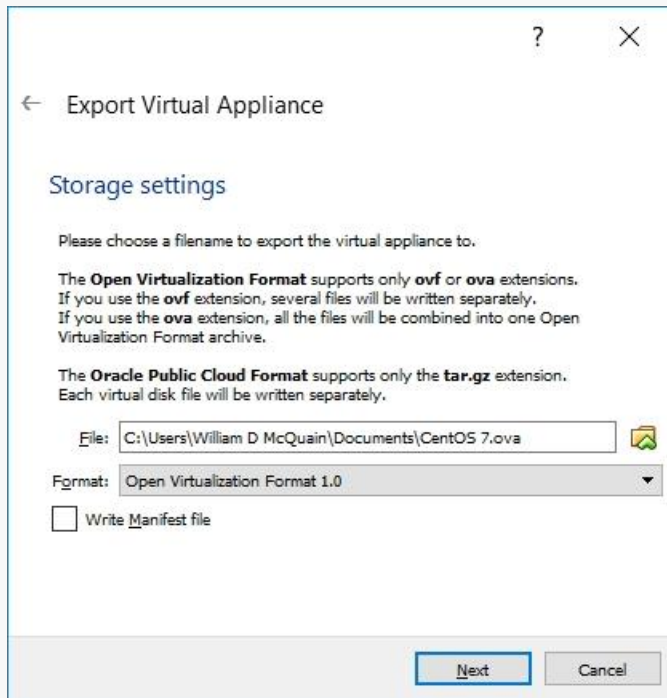 ?
Export Virtual Appliance
Storage settings
Please choose a filename to export the virtual appliance to.
The Open Virtualization Format supports only ovf or ova extensions.
If you use the ovf extension, several files will be written separately.
If you use the ova extension, all the files will be combined into one Open
Virtualization Format archive.
The Oracle Public Cloud Format supports only the tar.gz extension.
Each virtual disk file will be written separately.
File: C:\Users\William D McQuain\Documents\CentOS 7.ova
Format: Open Virtualization Format 1.0
Write Manifest file
Next Cancel